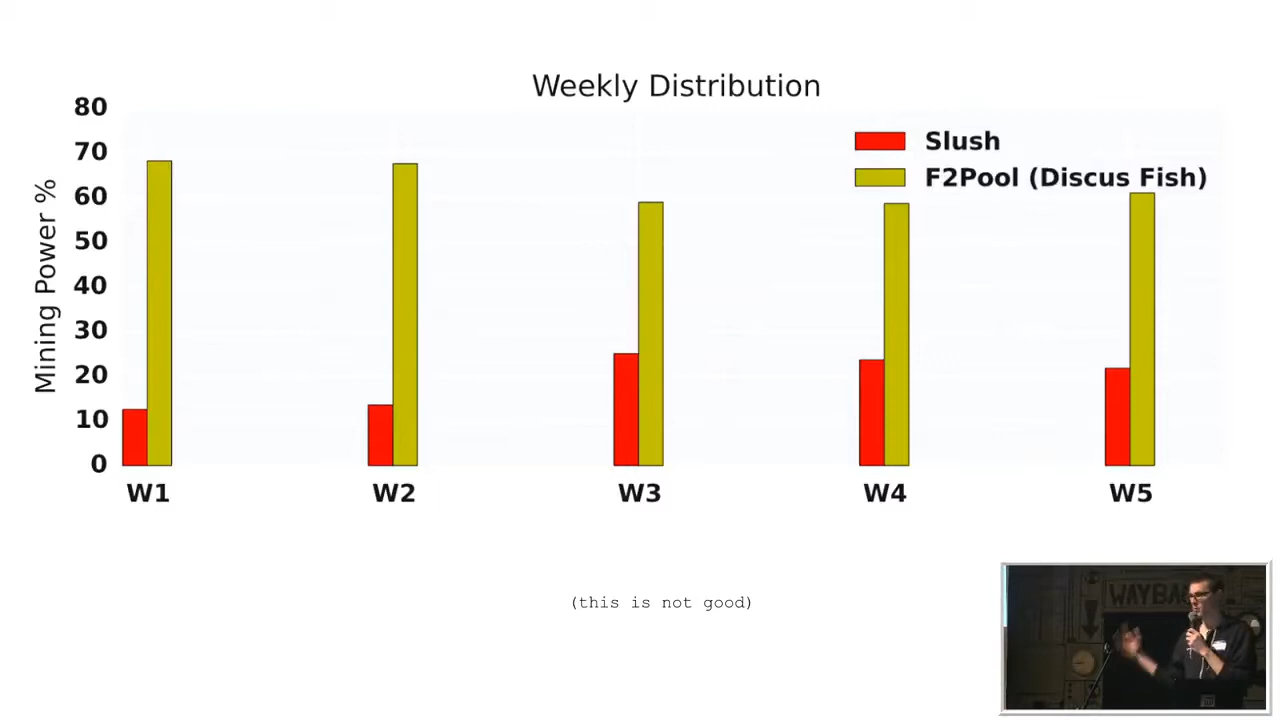 Weekly Distribution
Mining Power %
80
70
60
50
40
30
20
10
0
Slush
F2Pool (Discus Fish)
W1 W2 W3 W4 W5
(this is not good)